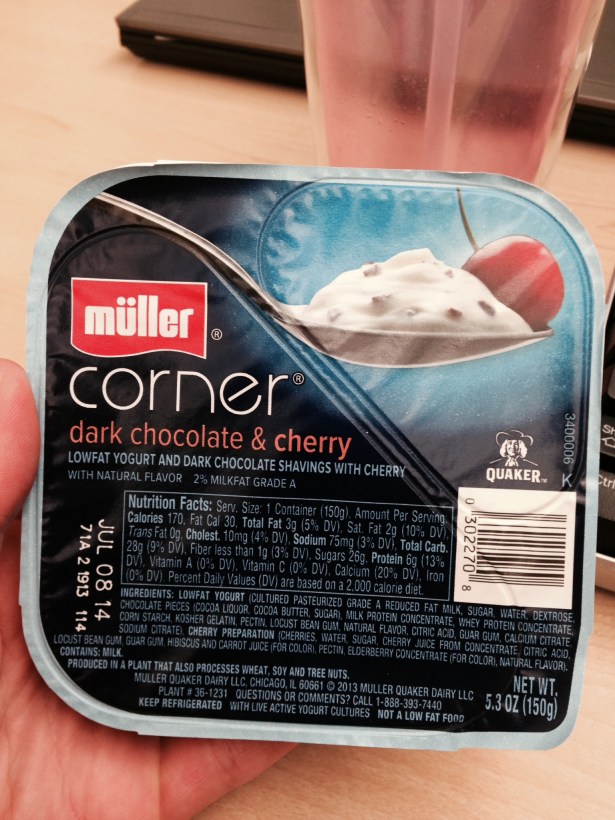 müller®
corner®
dark chocolate & cherry
LOWFAT YOGURT AND DARK CHOCOLATE SHAVINGS WITH CHERRY
WITH NATURAL FLAVOR 2% MILKFAT GRADE A
QUAKER™
3400006 K
0 302270 8
Nutrition Facts: Serv. Size: 1 Container (150g), Amount Per Serving:
Calories 170, Fat Cal 30, Total Fat 3g (5% DV), Sat. Fat 2g (10% DV),
Trans Fat 0g, Cholest. 10mg (4% DV), Sodium 75mg (3% DV), Total Carb.
28g (9% DV), Fiber less than 1g (3% DV), Sugars 26g, Protein 6g (13%
DV), Vitamin A (0% DV), Vitamin C (0% DV), Calcium (20% DV), Iron
(0% DV). Percent Daily Values (DV) are based on a 2,000 calorie diet.
INGREDIENTS: LOWFAT YOGURT (CULTURED PASTEURIZED GRADE A REDUCED FAT MILK, SUGAR, WATER, DEXTROSE,
CHOCOLATE PIECES (COCOA LIQUOR, COCOA BUTTER, SUGAR), MILK PROTEIN CONCENTRATE, WHEY PROTEIN CONCENTRATE,
CORN STARCH, KOSHER GELATIN, PECTIN, LOCUST BEAN GUM, NATURAL FLAVOR, CITRIC ACID, GUAR GUM, CALCIUM CITRATE,
SODIUM CITRATE). CHERRY PREPARATION (CHERRIES, WATER, SUGAR, CHERRY JUICE FROM CONCENTRATE, CITRIC ACID,
LOCUST BEAN GUM, GUAR GUM, HIBISCUS AND CARROT JUICE (FOR COLOR), PECTIN, ELDERBERRY CONCENTRATE (FOR COLOR), NATURAL FLAVOR).
CONTAINS: MILK.
PRODUCED IN A PLANT THAT ALSO PROCESSES WHEAT, SOY AND TREE NUTS.
MULLER QUAKER DAIRY LLC, CHICAGO, IL 60661 © 2013 MULLER QUAKER DAIRY LLC
PLANT # 36-1231 QUESTIONS OR COMMENTS? CALL 1-888-393-7440
KEEP REFRIGERATED WITH LIVE ACTIVE YOGURT CULTURES NOT A LOW FAT FOOD
NET WT.
5.3 OZ (150g)
JUL 08 14
71A 2 1913 114
Ctrl